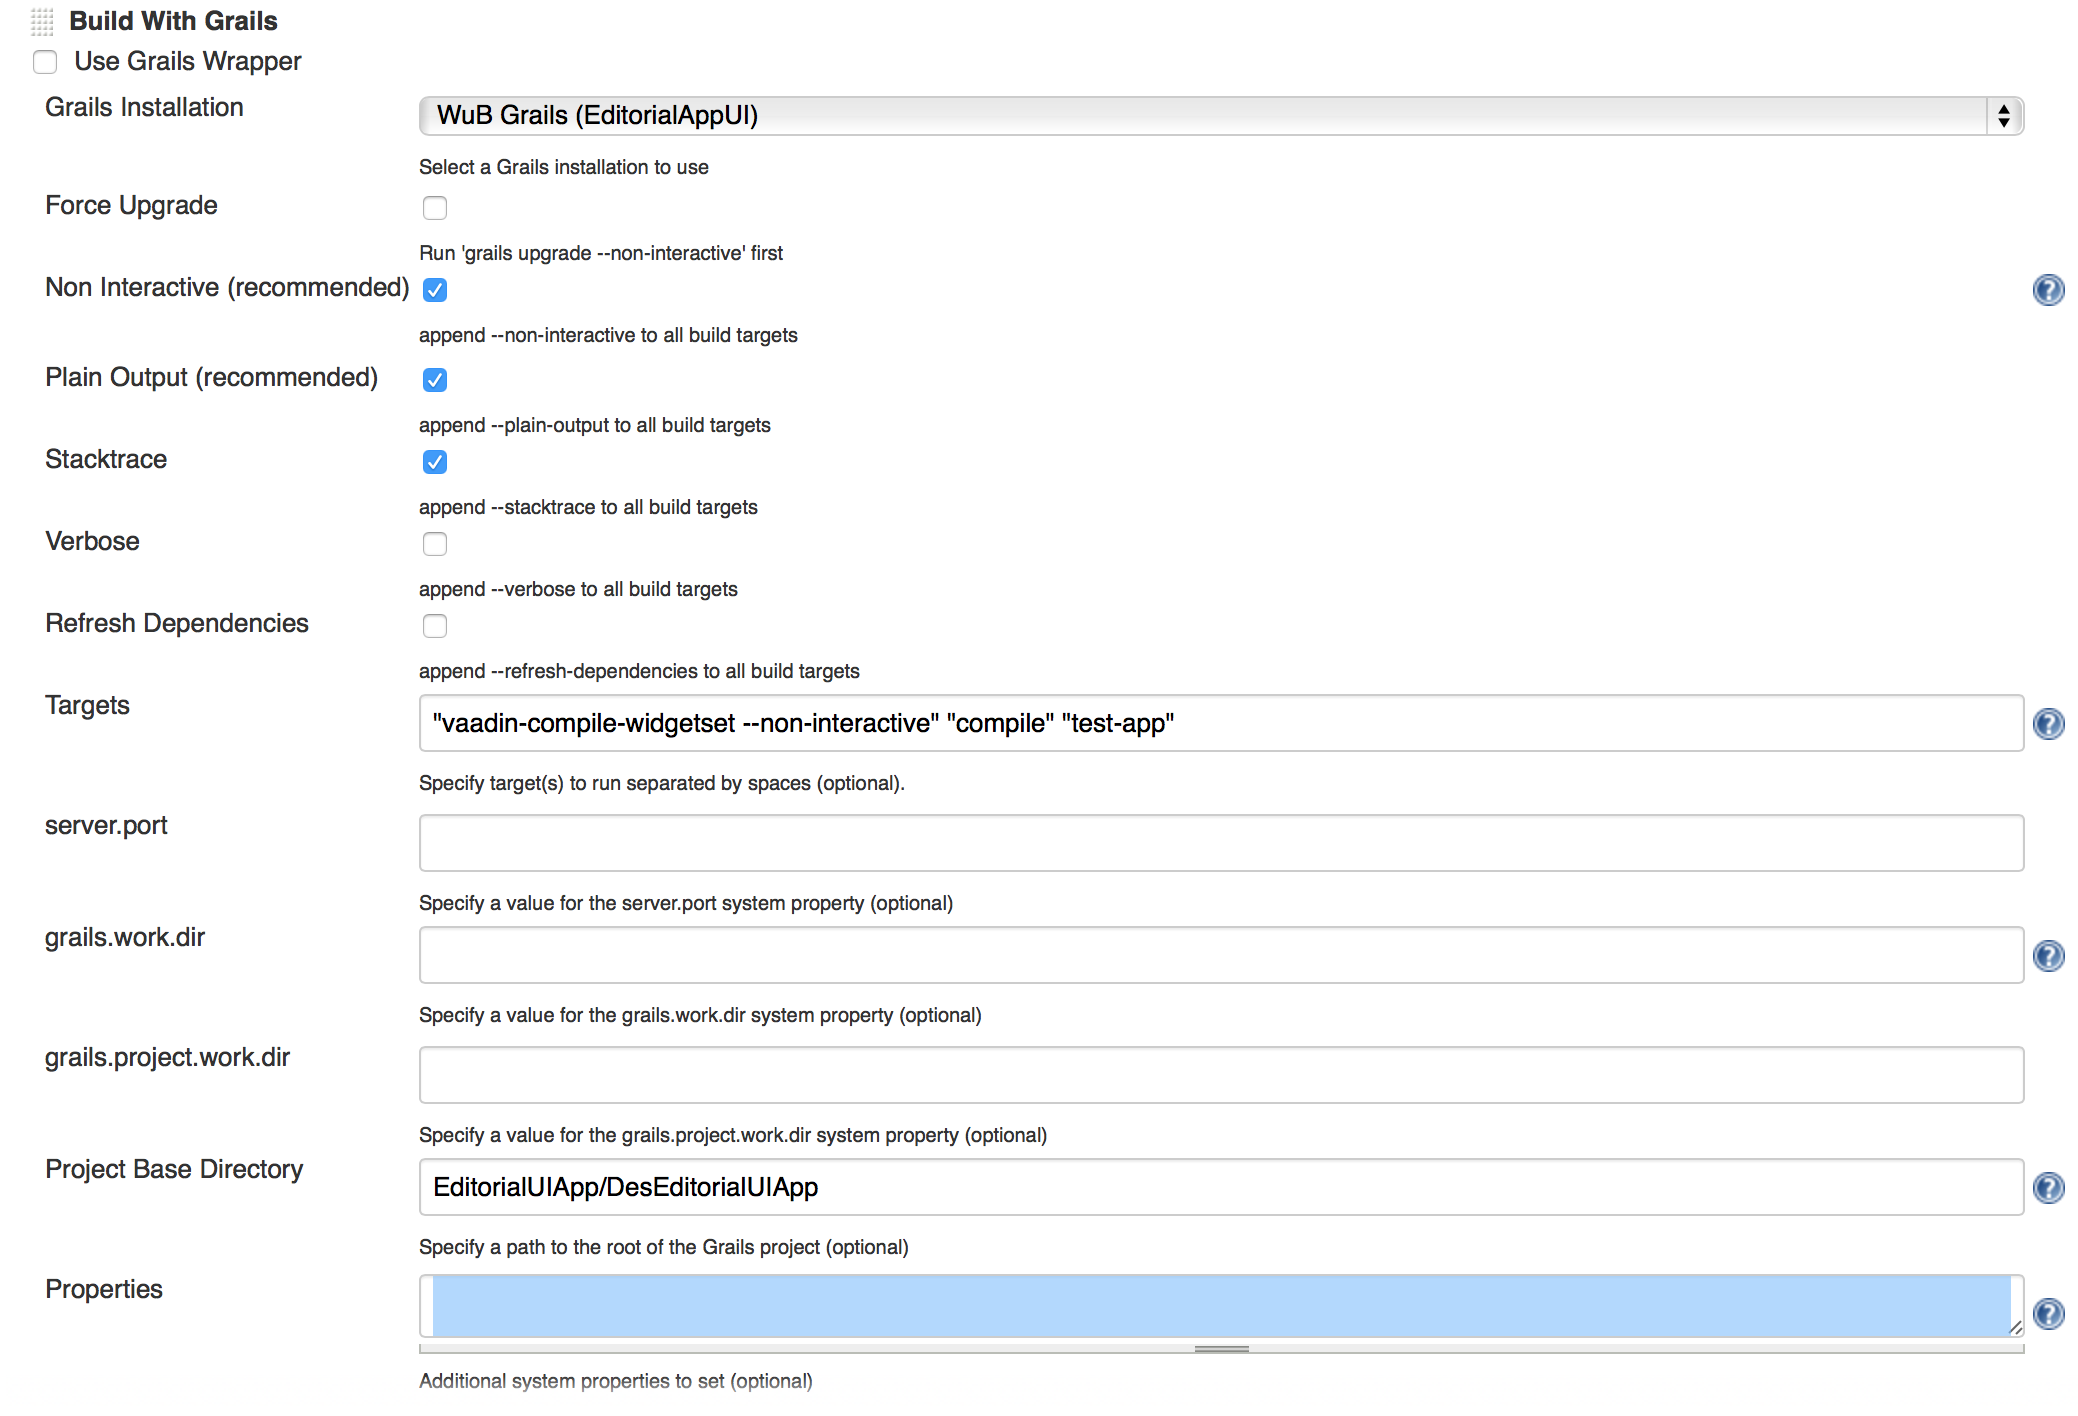 Build With Grails
Use Grails Wrapper
Grails Installation
WuB Grails (EditorialAppUI)
Select a Grails installation to use
Force Upgrade
Run 'grails upgrade --non-interactive' first
Non Interactive (recommended)
append --non-interactive to all build targets
Plain Output (recommended)
append --plain-output to all build targets
Stacktrace
append --stacktrace to all build targets
Verbose
append --verbose to all build targets
Refresh Dependencies
append --refresh-dependencies to all build targets
Targets
"vaadin-compile-widgetset --non-interactive" "compile" "test-app"
Specify target(s) to run separated by spaces (optional).
server.port
Specify a value for the server.port system property (optional)
grails.work.dir
Specify a value for the grails.work.dir system property (optional)
grails.project.work.dir
Specify a value for the grails.project.work.dir system property (optional)
Project Base Directory
EditorialUIApp/DesEditorialUIApp
Specify a path to the root of the Grails project (optional)
Properties
Additional system properties to set (optional)